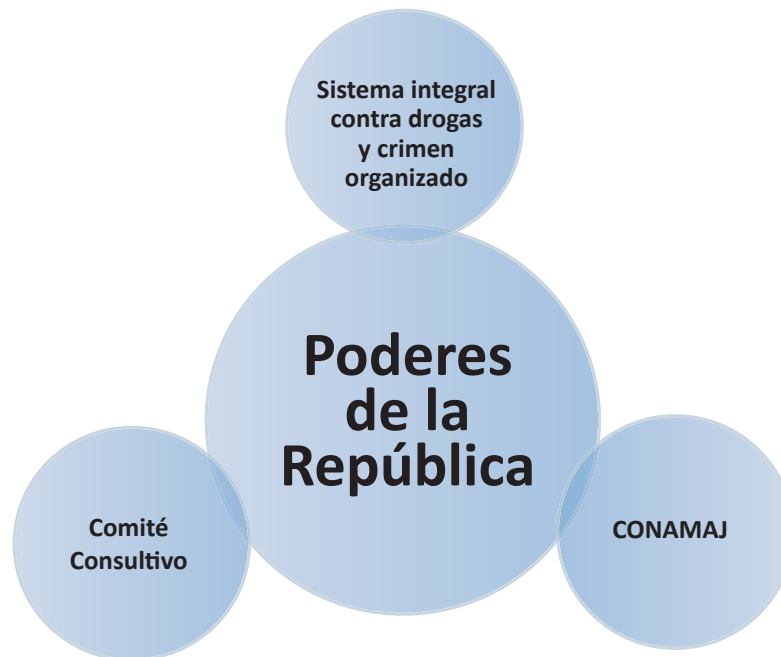 Sistema integral
contra drogas
y crimen
organizado
Poderes
de la
República
Comité
Consultivo
CONAMAJ